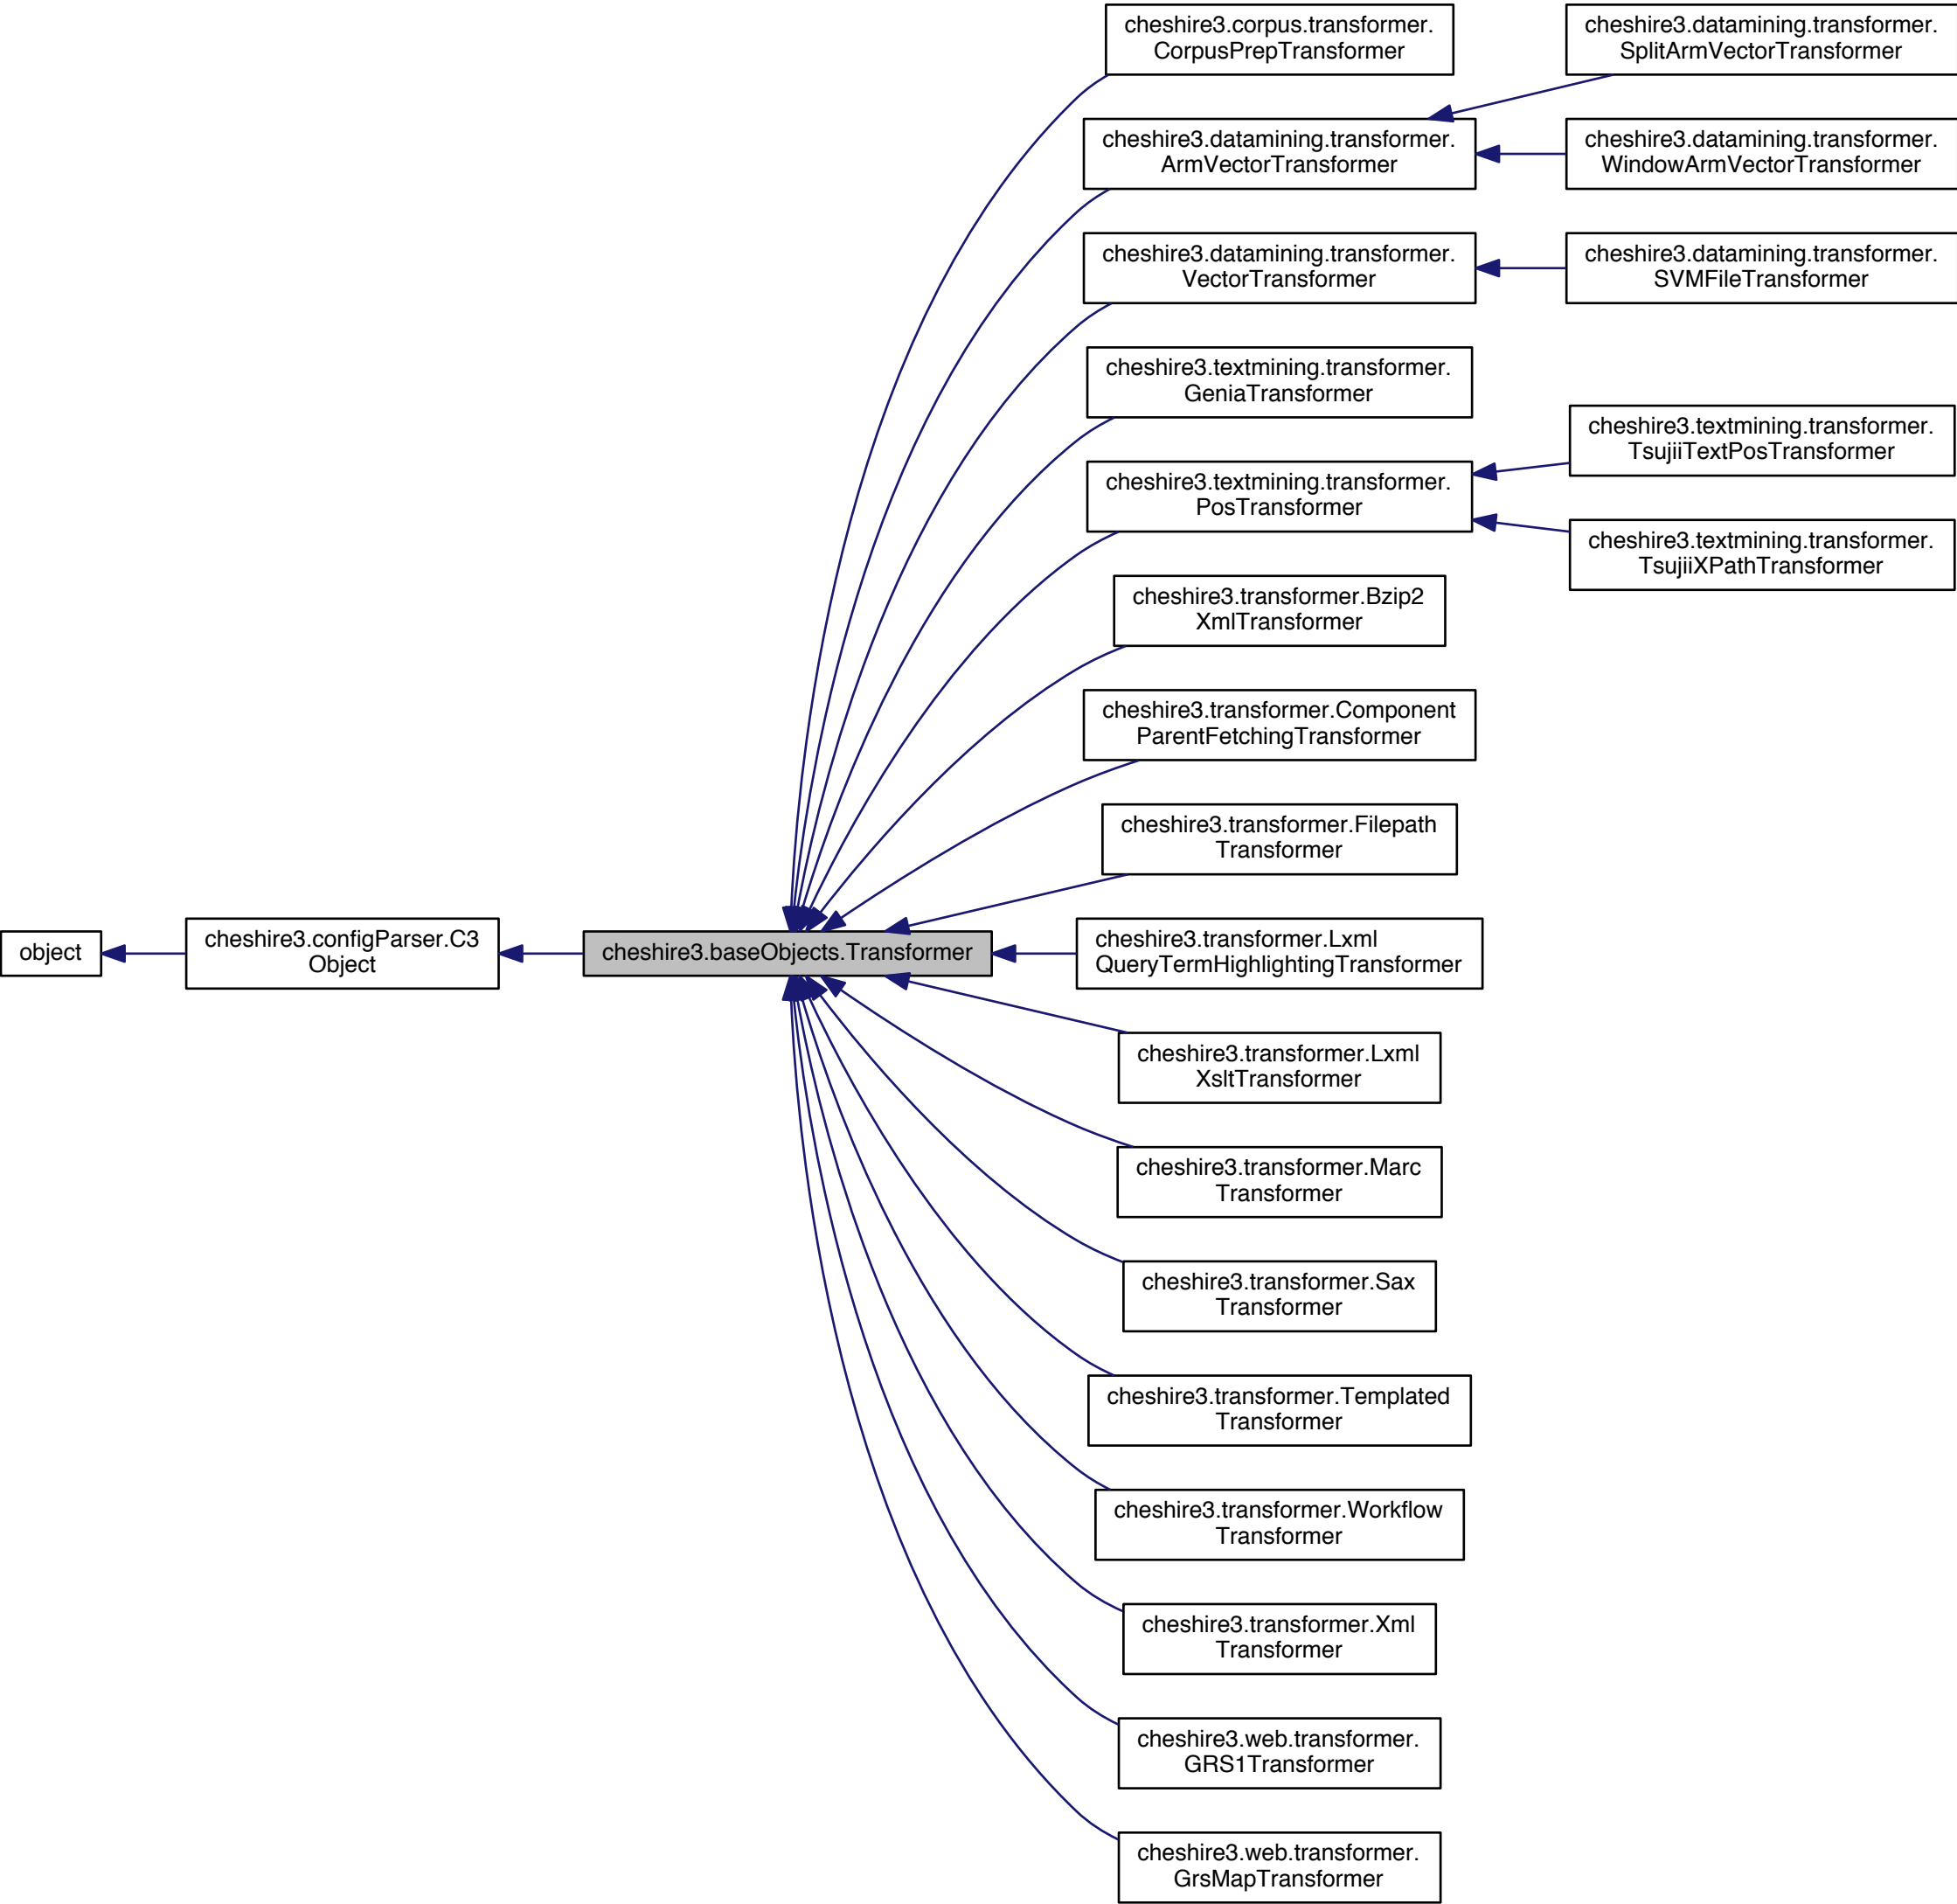 cheshire3.corpus.transformer.
CorpusPrepTransformer
cheshire3.datamining.transformer.
SplitArmVectorTransformer
cheshire3.datamining.transformer.
ArmVectorTransformer
cheshire3.datamining.transformer.
WindowArmVectorTransformer
cheshire3.datamining.transformer.
VectorTransformer
cheshire3.datamining.transformer.
SVMFileTransformer
cheshire3.textmining.transformer.
GeniaTransformer
cheshire3.textmining.transformer.
TsujiiTextPosTransformer
cheshire3.textmining.transformer.
PosTransformer
cheshire3.textmining.transformer.
TsujiiXPathTransformer
cheshire3.transformer.Bzip2
XmlTransformer
cheshire3.transformer.Component
ParentFetchingTransformer
cheshire3.transformer.Filepath
Transformer
object
cheshire3.configParser.C3
Object
cheshire3.baseObjects.Transformer
cheshire3.transformer.Lxml
QueryTermHighlightingTransformer
cheshire3.transformer.Lxml
XsltTransformer
cheshire3.transformer.Marc
Transformer
cheshire3.transformer.Sax
Transformer
cheshire3.transformer.Templated
Transformer
cheshire3.transformer.Workflow
Transformer
cheshire3.transformer.Xml
Transformer
cheshire3.web.transformer.
GRS1Transformer
cheshire3.web.transformer.
GrsMapTransformer